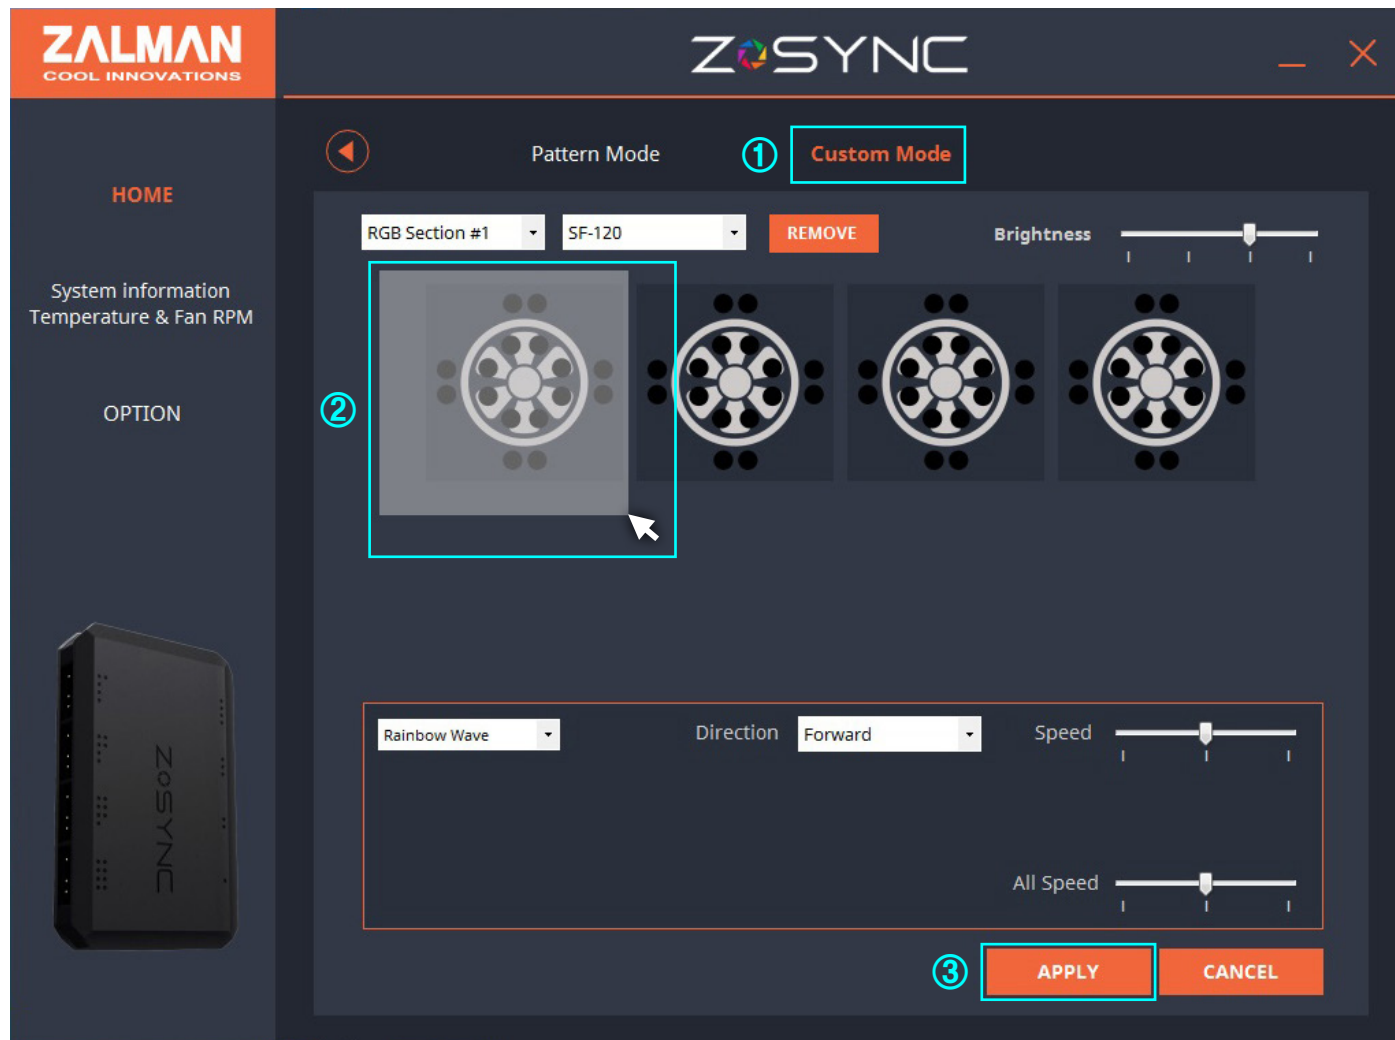 ZALMAN
COOL INNOVATIONS
ZOSYNC
HOME
System information
Temperature & Fan RPM
OPTION
ZOSYNC
Pattern Mode
① Custom Mode
RGB Section #1
SF-120
REMOVE
Brightness
②
Rainbow Wave
Direction
Forward
Speed
All Speed
③ APPLY
CANCEL